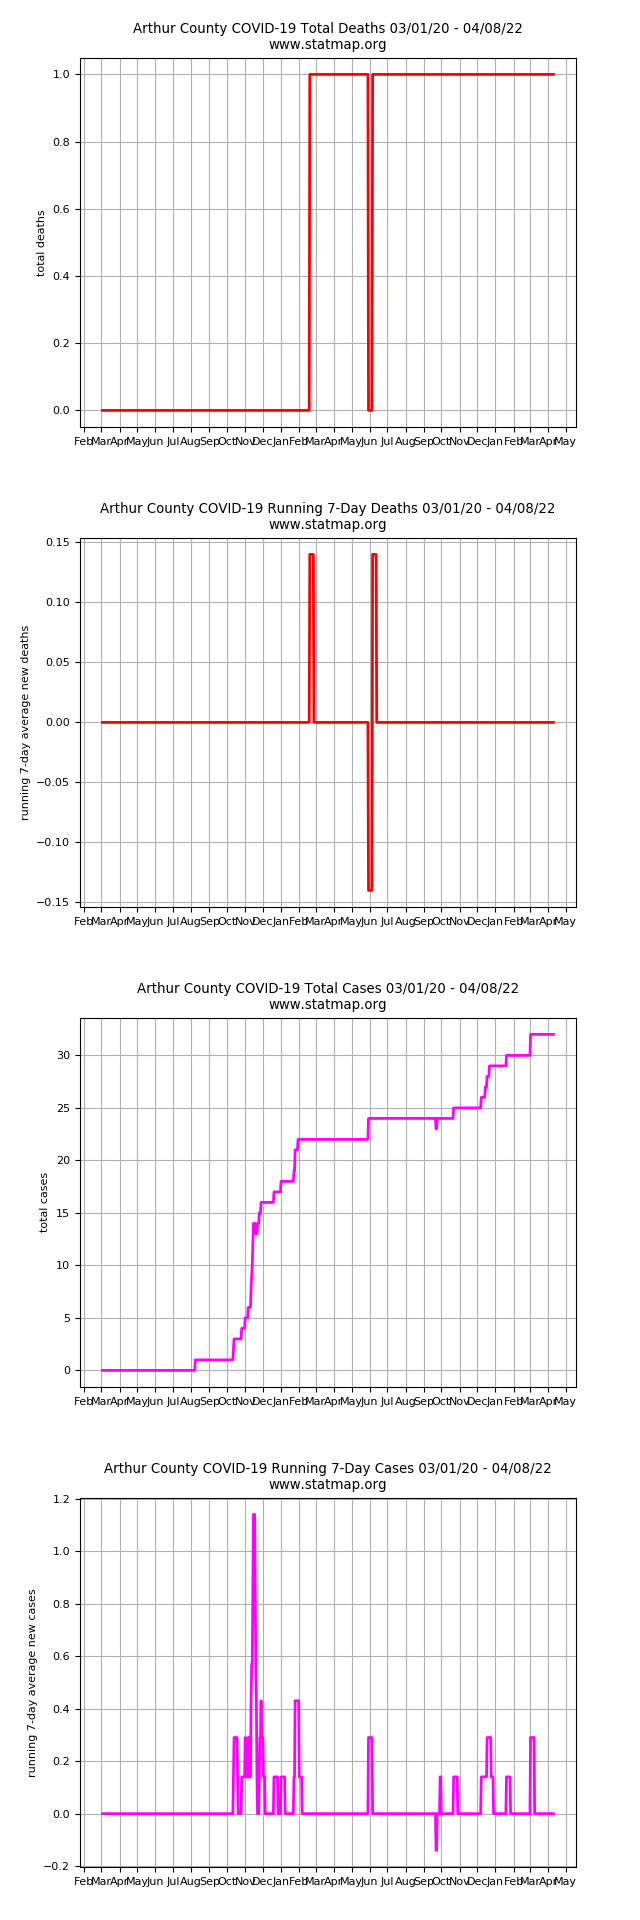 Arthur County COVID-19 Total Deaths 03/01/20 - 04/08/22
www.statmap.org
1.0
0.8
0.6
0.4
0.2
0.0
total deaths
Feb Mar Apr May Jun Jul Aug Sep Oct Nov Dec Jan Feb Mar Apr May Jun Jul Aug Sep Oct Nov Dec Jan Feb Mar Apr May
Arthur County COVID-19 Running 7-Day Deaths 03/01/20 - 04/08/22
www.statmap.org
0.15
0.10
0.05
0.00
−0.05
−0.10
−0.15
running 7-day average new deaths
Feb Mar Apr May Jun Jul Aug Sep Oct Nov Dec Jan Feb Mar Apr May Jun Jul Aug Sep Oct Nov Dec Jan Feb Mar Apr May
Arthur County COVID-19 Total Cases 03/01/20 - 04/08/22
www.statmap.org
30
25
20
15
10
5
0
total cases
Feb Mar Apr May Jun Jul Aug Sep Oct Nov Dec Jan Feb Mar Apr May Jun Jul Aug Sep Oct Nov Dec Jan Feb Mar Apr May
Arthur County COVID-19 Running 7-Day Cases 03/01/20 - 04/08/22
www.statmap.org
1.2
1.0
0.8
0.6
0.4
0.2
0.0
−0.2
running 7-day average new cases
Feb Mar Apr May Jun Jul Aug Sep Oct Nov Dec Jan Feb Mar Apr May Jun Jul Aug Sep Oct Nov Dec Jan Feb Mar Apr May